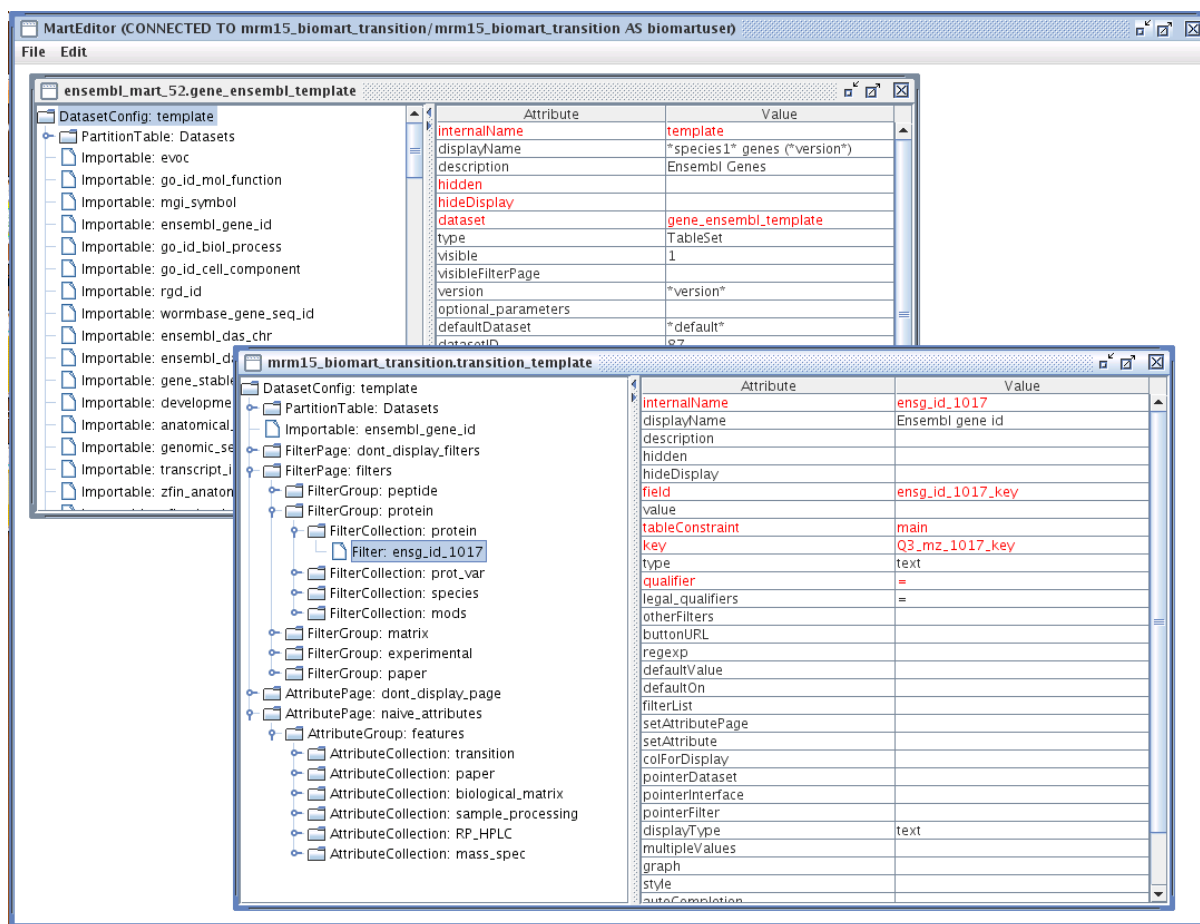 MartEditor (CONNECTED TO mrm15_biomart_transition/mrm15_biomart_transition AS biomartuser)
File Edit
ensembl_mart_52.gene_ensembl_template
DatasetConfig: template
PartitionTable: Datasets
Importable: evoc
Importable: go_id_mol_function
Importable: mgi_symbol
Importable: ensembl_gene_id
Importable: go_id_biol_process
Importable: go_id_cell_component
Importable: rgd_id
Importable: wormbase_gene_seq_id
Importable: ensembl_das_chr
Importable: ensembl_da
Importable: gene_stable
Importable: developme
Importable: anatomical_
Importable: genomic_se
Importable: transcript_i
Importable: zfin_anaton
Attribute Value
internalName template
displayName *species1* genes (*version*)
description Ensembl Genes
hidden
hideDisplay
dataset gene_ensembl_template
type TableSet
visible 1
visibleFilterPage
version *version*
optional_parameters
defaultDataset *default*
datasetID 87
mrm15_biomart_transition.transition_template
DatasetConfig: template
PartitionTable: Datasets
Importable: ensembl_gene_id
FilterPage: dont_display_filters
FilterPage: filters
FilterGroup: peptide
FilterGroup: protein
FilterCollection: protein
Filter: ensg_id_1017
FilterCollection: prot_var
FilterCollection: species
FilterCollection: mods
FilterGroup: matrix
FilterGroup: experimental
FilterGroup: paper
AttributePage: dont_display_page
AttributePage: naive_attributes
AttributeGroup: features
AttributeCollection: transition
AttributeCollection: paper
AttributeCollection: biological_matrix
AttributeCollection: sample_processing
AttributeCollection: RP_HPLC
AttributeCollection: mass_spec
Attribute Value
internalName ensg_id_1017
displayName Ensembl gene id
description
hidden
hideDisplay
field ensg_id_1017_key
value
tableConstraint main
key Q3_mz_1017_key
type text
qualifier =
legal_qualifiers =
otherFilters
buttonURL
regexp
defaultValue
defaultOn
filterList
setAttributePage
setAttribute
colForDisplay
pointerDataset
pointerInterface
pointerFilter
displayType text
multipleValues
graph
style
autoCompletion